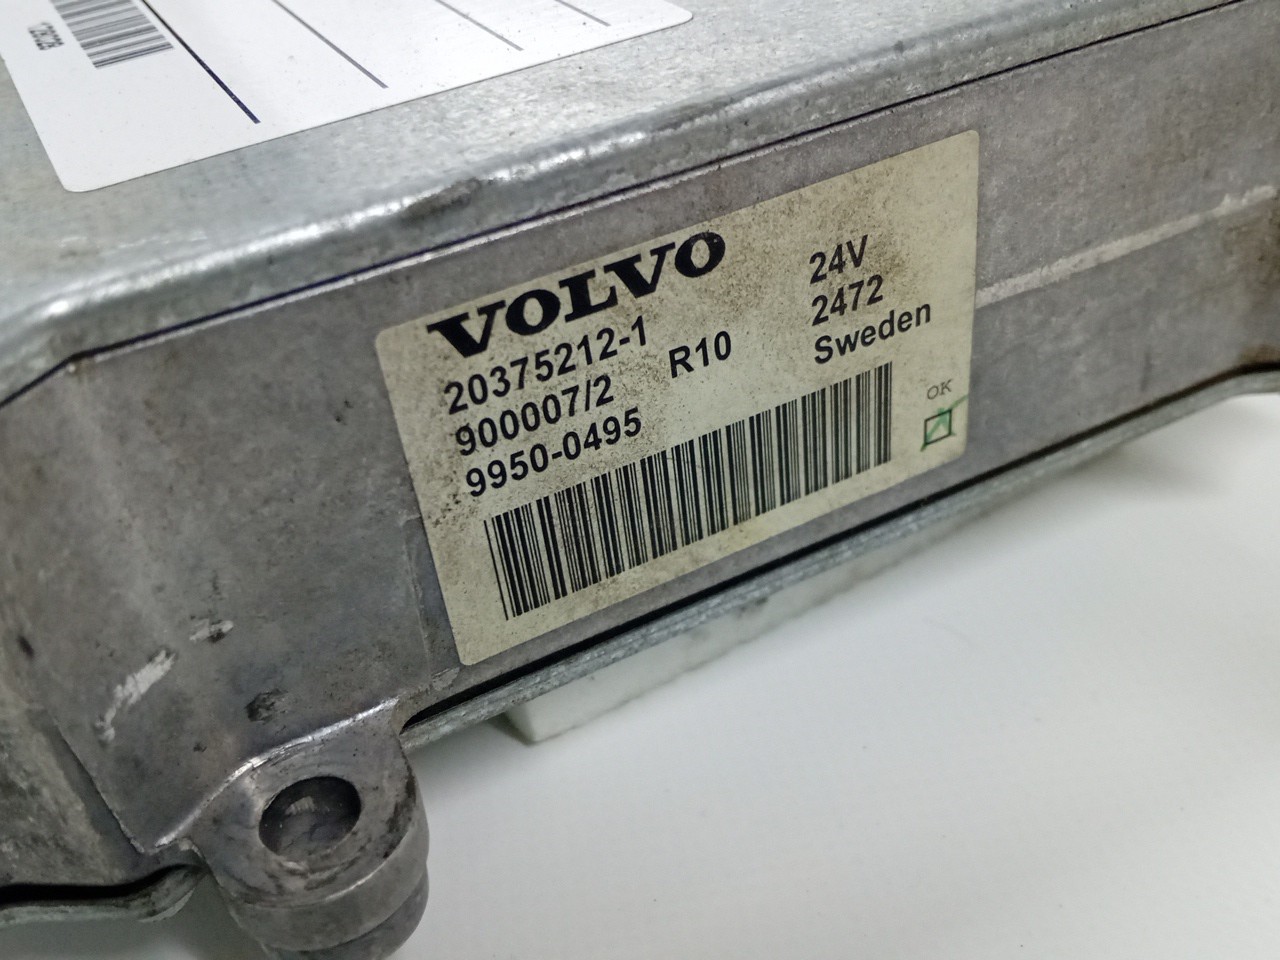 VOLVO
20375212-1
900007/2 R10
9950-0495
24V
2472
Sweden
OK